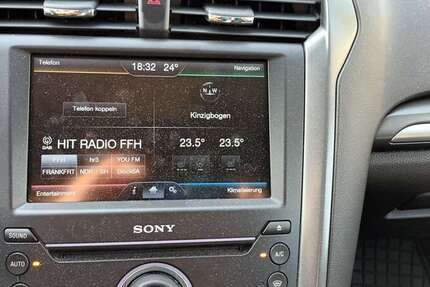 Telefon
18:32 24°
Navigation
N W
Telefon koppeln
Kinzigbogen
DAB HIT RADIO FFH
23.5° 23.5°
FFH hr3 YOU FM
FRANKFRT
Entertainment
Klimatisierung
SONY
SOUND
AUTO
A/C